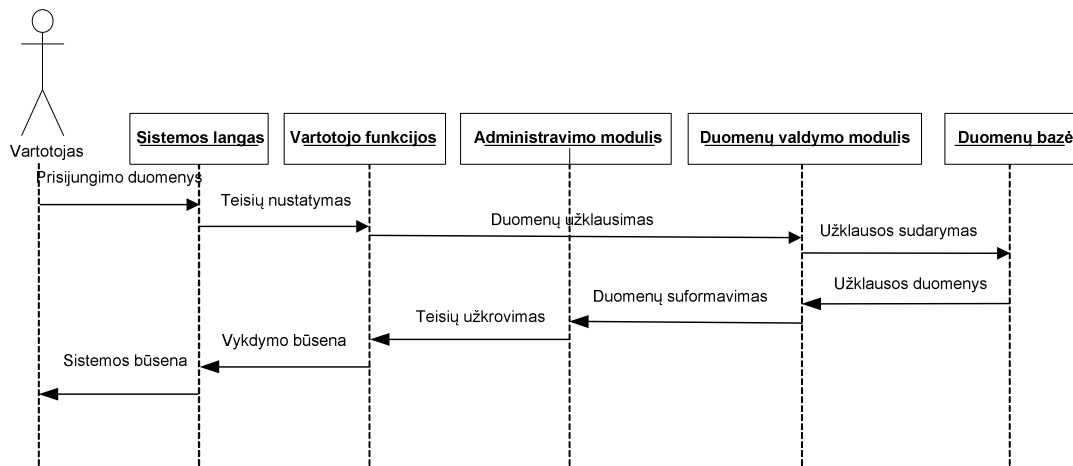 Vartotojas
Sistemos langas
Vartotojo funkcijos
Administravimo modulis
Duomenų valdymo modulis
Duomenų bazė
Prisijungimo duomenys
Teisių nustatymas
Duomenų užklausimas
Užklausos sudarymas
Užklausos duomenys
Duomenų suformavimas
Teisių užkrovimas
Vykdymo būsena
Sistemos būsena